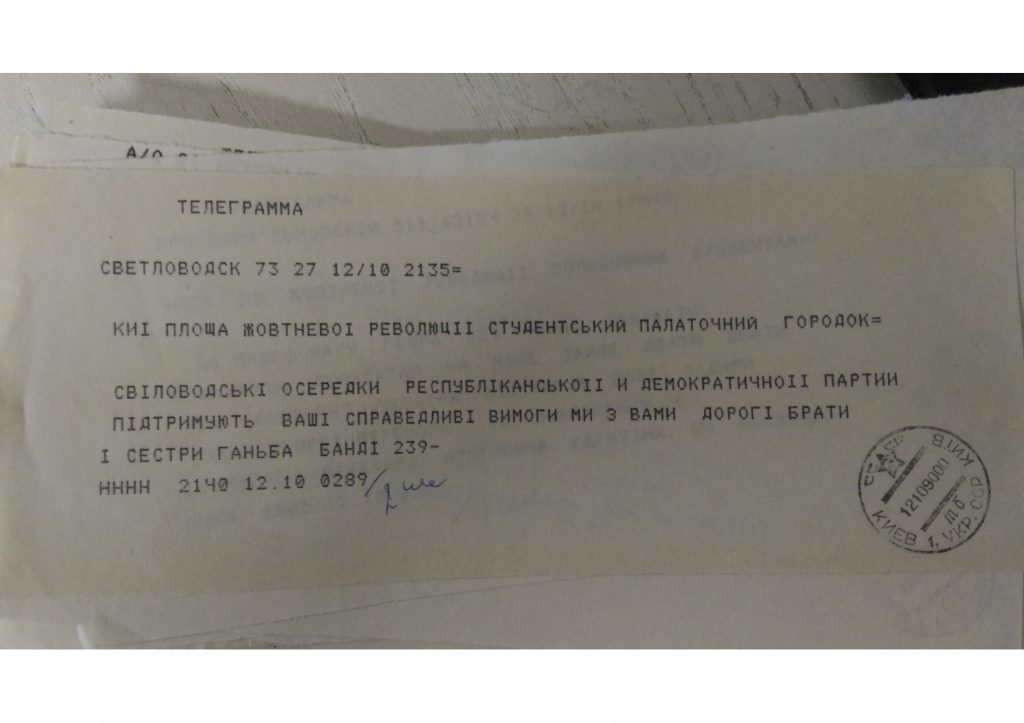 ТЕЛЕГРАММА
СВЕТЛОВОДСК 73 27 12/10 2135=
КИІ ПЛОЩА ЖОВТНЕВОІ РЕВОЛЮЦІІ СТУДЕНТСЬКИЙ ПАЛАТОЧНИЙ ГОРОДОК=
СВІЛОВОДСЬКІ ОСЕРЕДКИ РЕСПУБЛІКАНСЬКОІІ И ДЕМОКРАТИЧНОІІ ПАРТИИ
ПІДТРИМУЮТЬ ВАШІ СПРАВЕДЛИВІ ВИМОГИ МИ З ВАМИ ДОРОГІ БРАТИ
І СЕСТРИ ГАНЬБА БАНДІ 239-
НННН 2140 12.10 0289/
КИЇВ
12109000
КИЕВ 1, УКР. ССР